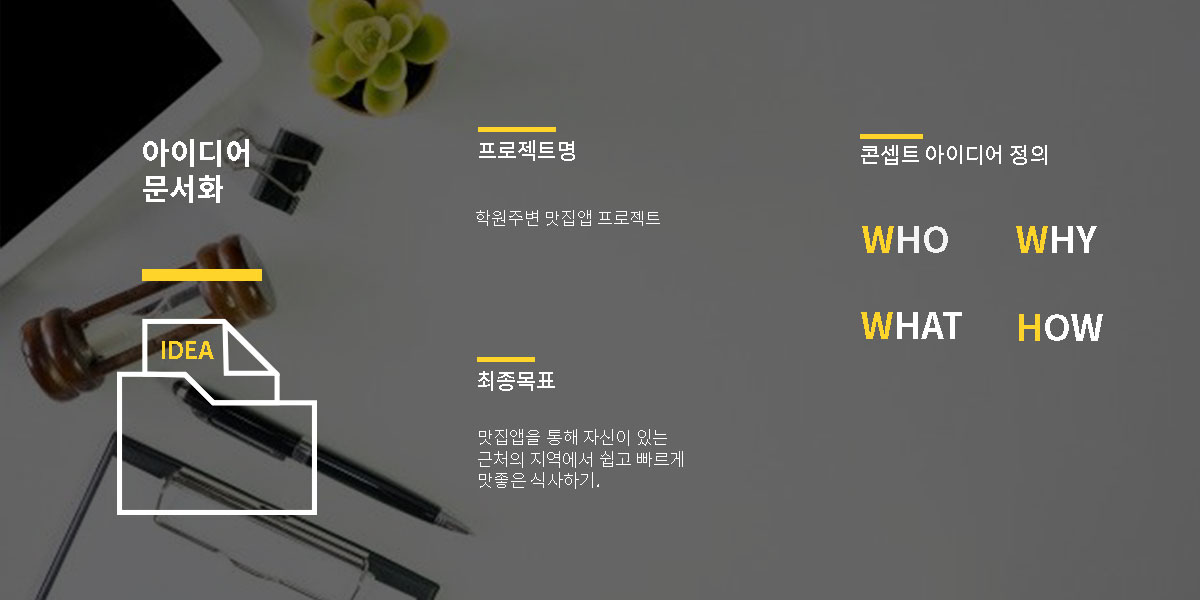 아이디어
문서화
IDEA
프로젝트명
학원주변 맛집앱 프로젝트
최종목표
맛집앱을 통해 자신이 있는
근처의 지역에서 쉽고 빠르게
맛좋은 식사하기.
콘셉트 아이디어 정의
WHO WHY
WHAT HOW